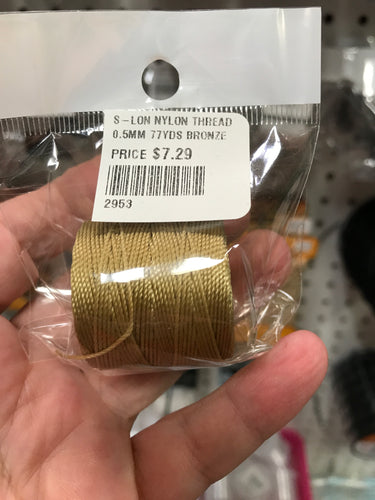 S-LON NYLON THREAD
0.5MM 77YDS BRONZE
PRICE $7.29
2953